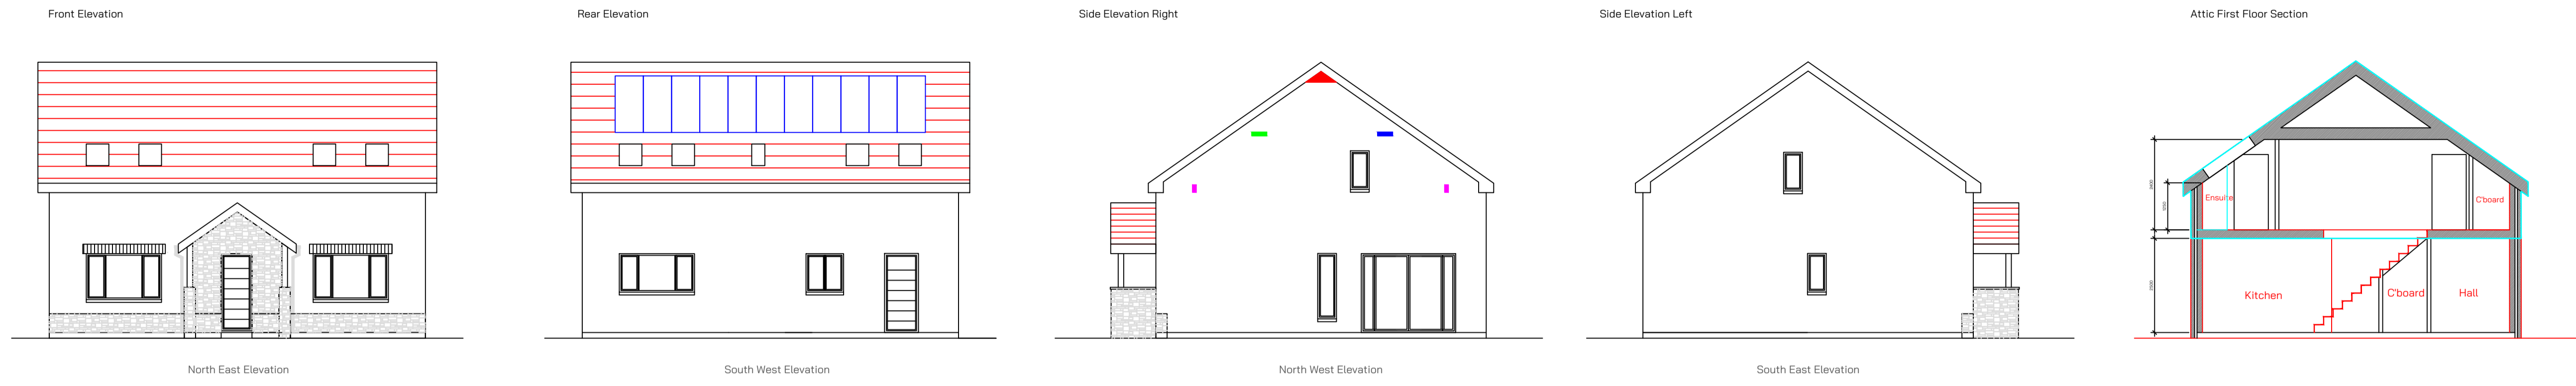 Front Elevation
Rear Elevation
Side Elevation Right
Side Elevation Left
Attic First Floor Section
2400
Ensuite
C'board
Kitchen
C'board
Hall
North East Elevation
South West Elevation
North West Elevation
South East Elevation